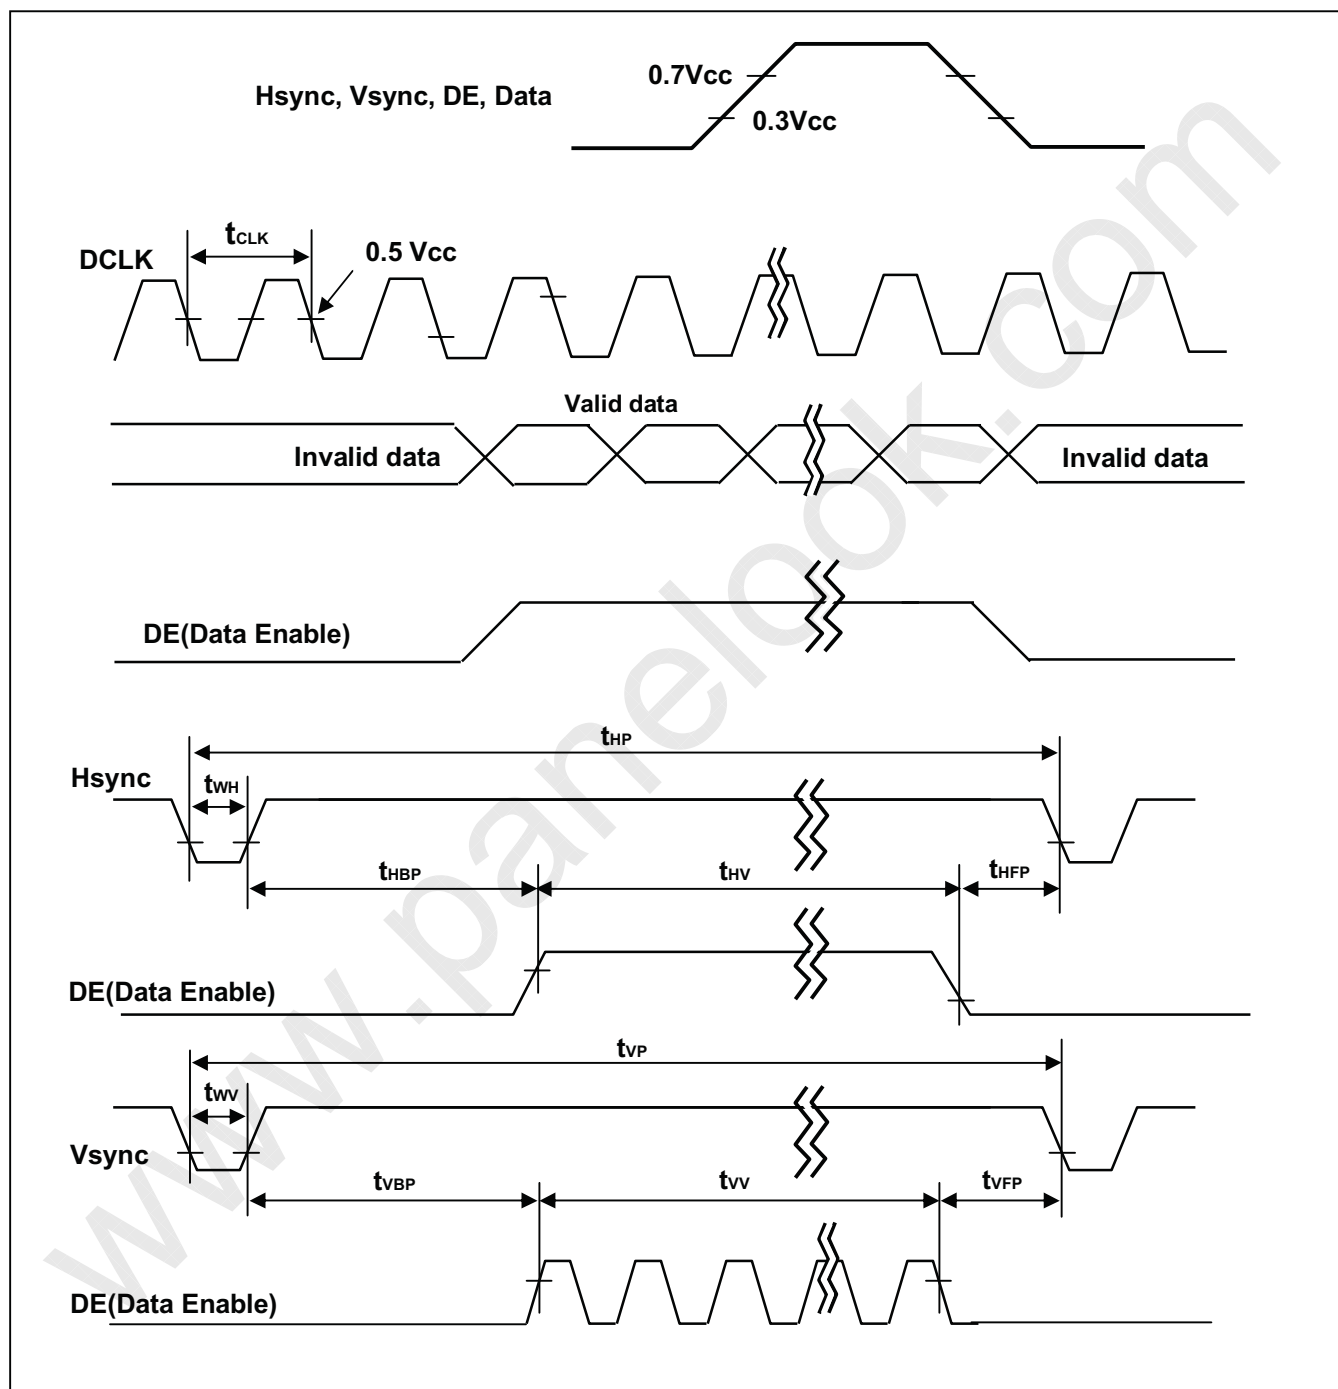 0.7Vcc
Hsync, Vsync, DE, Data
0.3Vcc
tCLK
0.5 Vcc
DCLK
Valid data
Invalid data
Invalid data
DE(Data Enable)
tHP
Hsync
tWH
tHBP
tHV
tHFP
DE(Data Enable)
tVP
tWV
Vsync
tVBP
tVV
tVFP
DE(Data Enable)
www.panelook.com